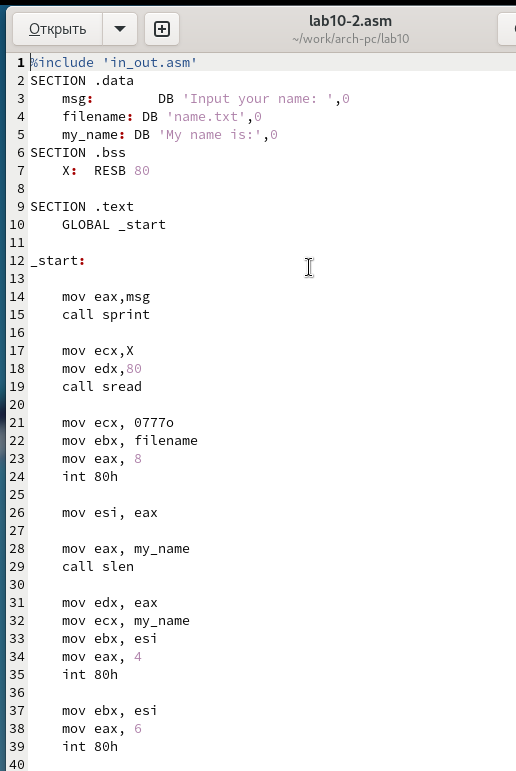 Открыть
lab10-2.asm
~/work/arch-pc/lab10
1 %include 'in_out.asm'
2 SECTION .data
3     msg:        DB 'Input your name: ',0
4     filename: DB 'name.txt',0
5     my_name: DB 'My name is:',0
6 SECTION .bss
7     X:  RESB 80
8
9 SECTION .text
10     GLOBAL _start
11
12 _start:
13
14     mov eax,msg
15     call sprint
16
17     mov ecx,X
18     mov edx,80
19     call sread
20
21     mov ecx, 0777o
22     mov ebx, filename
23     mov eax, 8
24     int 80h
25
26     mov esi, eax
27
28     mov eax, my_name
29     call slen
30
31     mov edx, eax
32     mov ecx, my_name
33     mov ebx, esi
34     mov eax, 4
35     int 80h
36
37     mov ebx, esi
38     mov eax, 6
39     int 80h
40